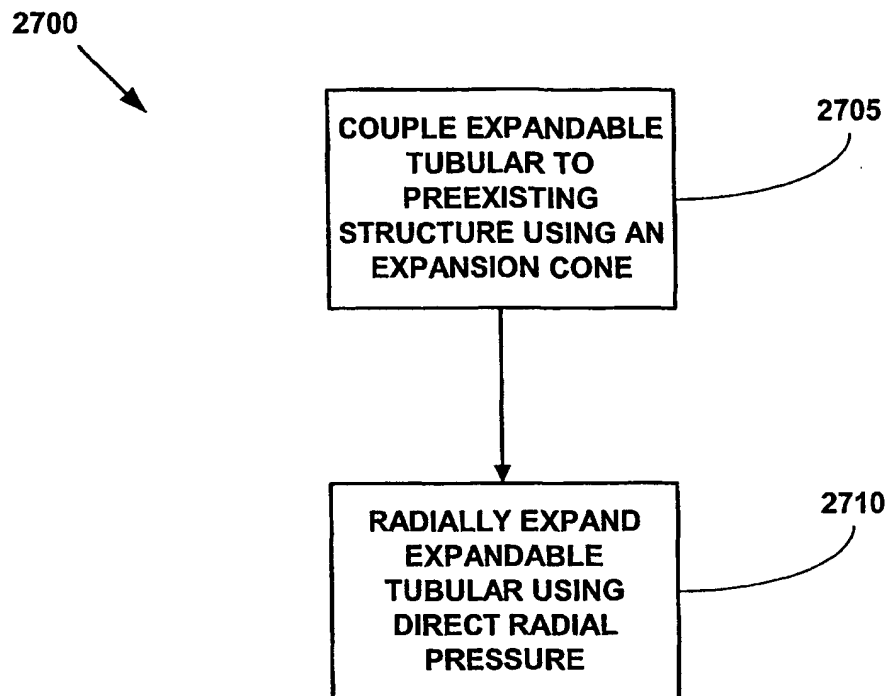 2700
COUPLE EXPANDABLE
TUBULAR TO
PREEXISTING
STRUCTURE USING AN
EXPANSION CONE
2705
RADIALLY EXPAND
EXPANDABLE
TUBULAR USING
DIRECT RADIAL
PRESSURE
2710